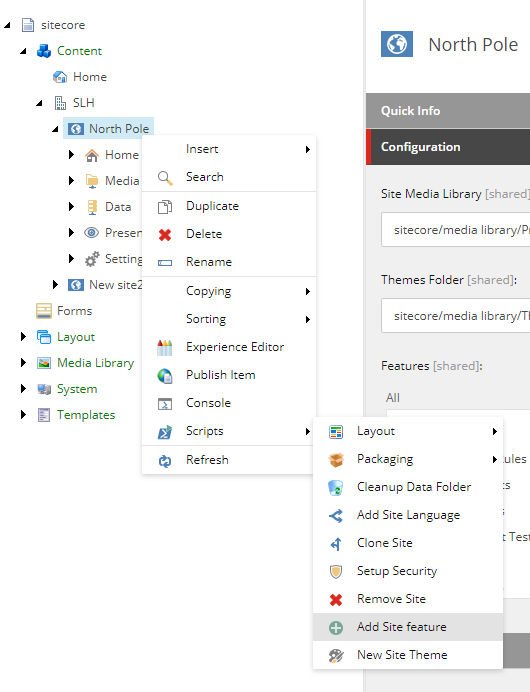 sitecore
Content
Home
SLH
North Pole
Home
Media
Data
Presen
Setting
New site2
Forms
Layout
Media Library
System
Templates
Insert
Search
Duplicate
Delete
Rename
Copying
Sorting
Experience Editor
Publish Item
Console
Scripts
Refresh
Layout
Packaging
Cleanup Data Folder
Add Site Language
Clone Site
Setup Security
Remove Site
Add Site feature
New Site Theme
North Pole
Quick Info
Configuration
Site Media Library [shared]
sitecore/media library/Pr
Themes Folder [shared]:
sitecore/media library/Th
Features [shared]:
All
ules
ts
s
t Test